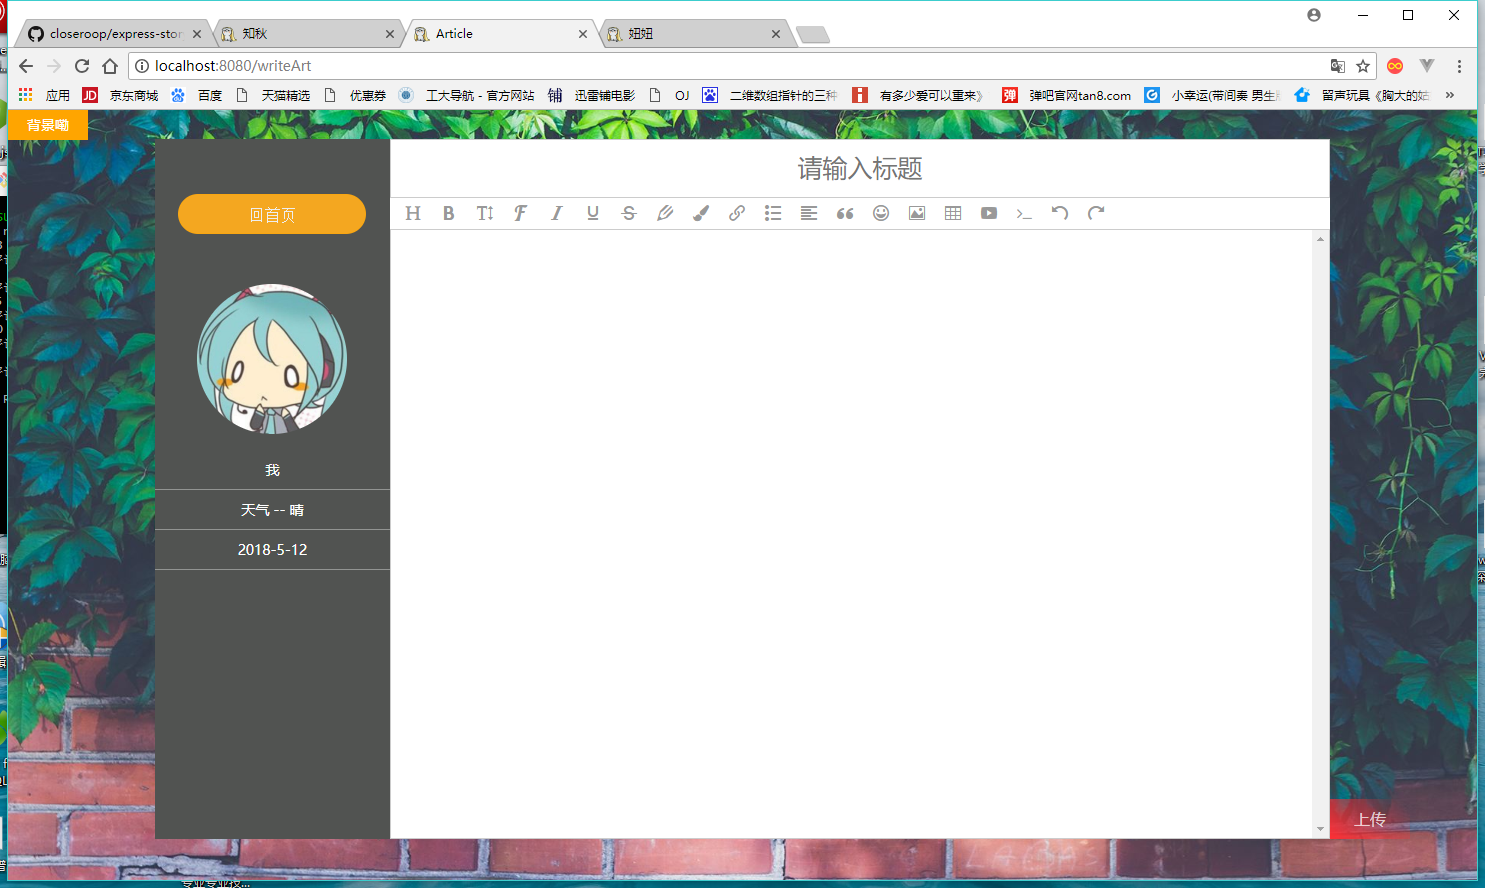 closeroop/express-stor
知秋
Article
妞妞
localhost:8080/writeArt
应用
JD
京东商城
百度
天猫精选
优惠券
工大导航 - 官方网站
铺
迅雷铺电影
OJ
二维数组指针的三种
有多少爱可以重来》
弹
弹吧官网tan8.com
小幸运(带间奏 男生
留声玩具《胸大的姑
背景嘞
请输入标题
回首页
我
天气 -- 晴
2018-5-12
上传